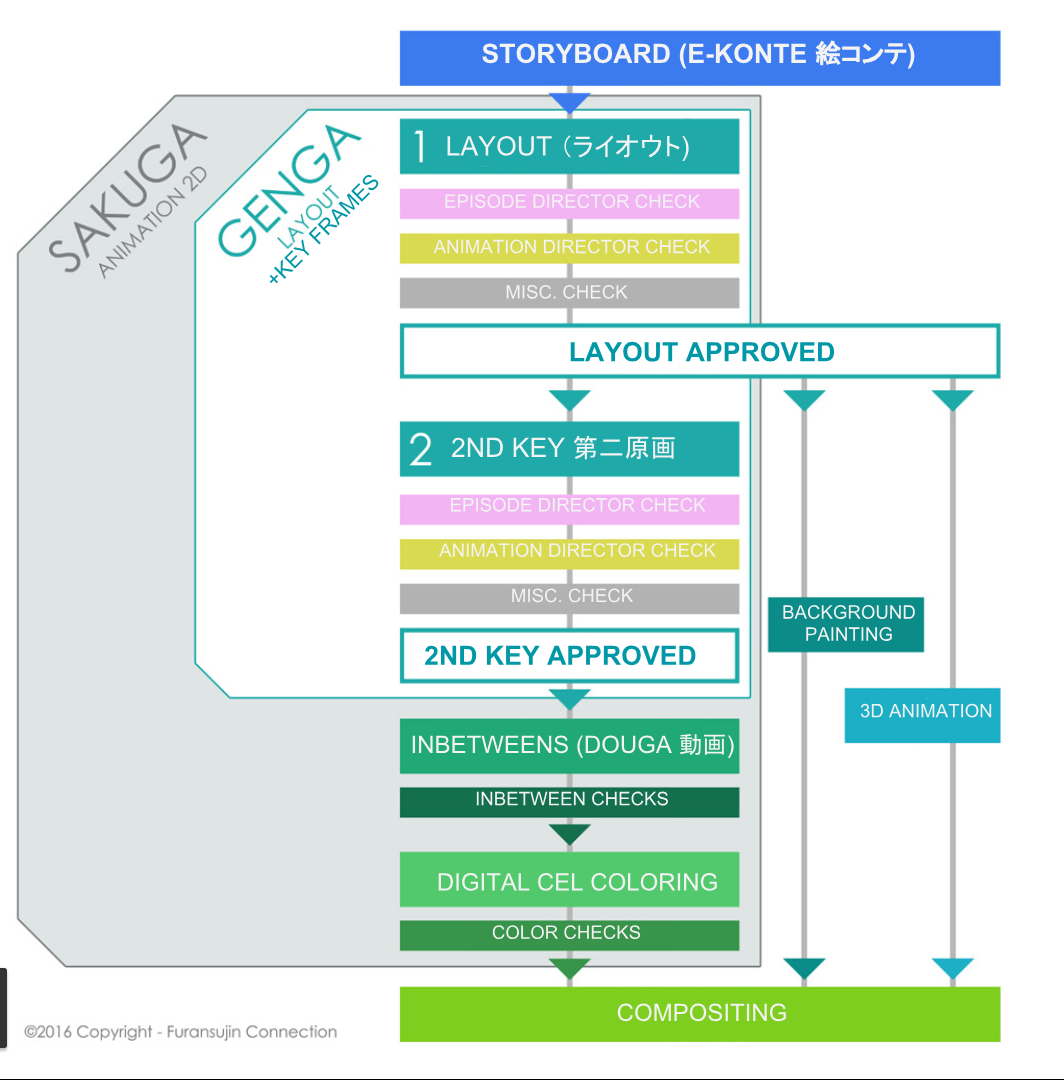 STORYBOARD (E-KONTE 絵コンテ)
SAKUGA
ANIMATION 2D
GENGA
LAYOUT
+KEY FRAMES
1 LAYOUT (ライオウト)
EPISODE DIRECTOR CHECK
ANIMATION DIRECTOR CHECK
MISC. CHECK
LAYOUT APPROVED
2 2ND KEY 第二原画
EPISODE DIRECTOR CHECK
ANIMATION DIRECTOR CHECK
MISC. CHECK
2ND KEY APPROVED
BACKGROUND
PAINTING
3D ANIMATION
INBETWEENS (DOUGA 動画)
INBETWEEN CHECKS
DIGITAL CEL COLORING
COLOR CHECKS
COMPOSITING
©2016 Copyright - Furansujin Connection